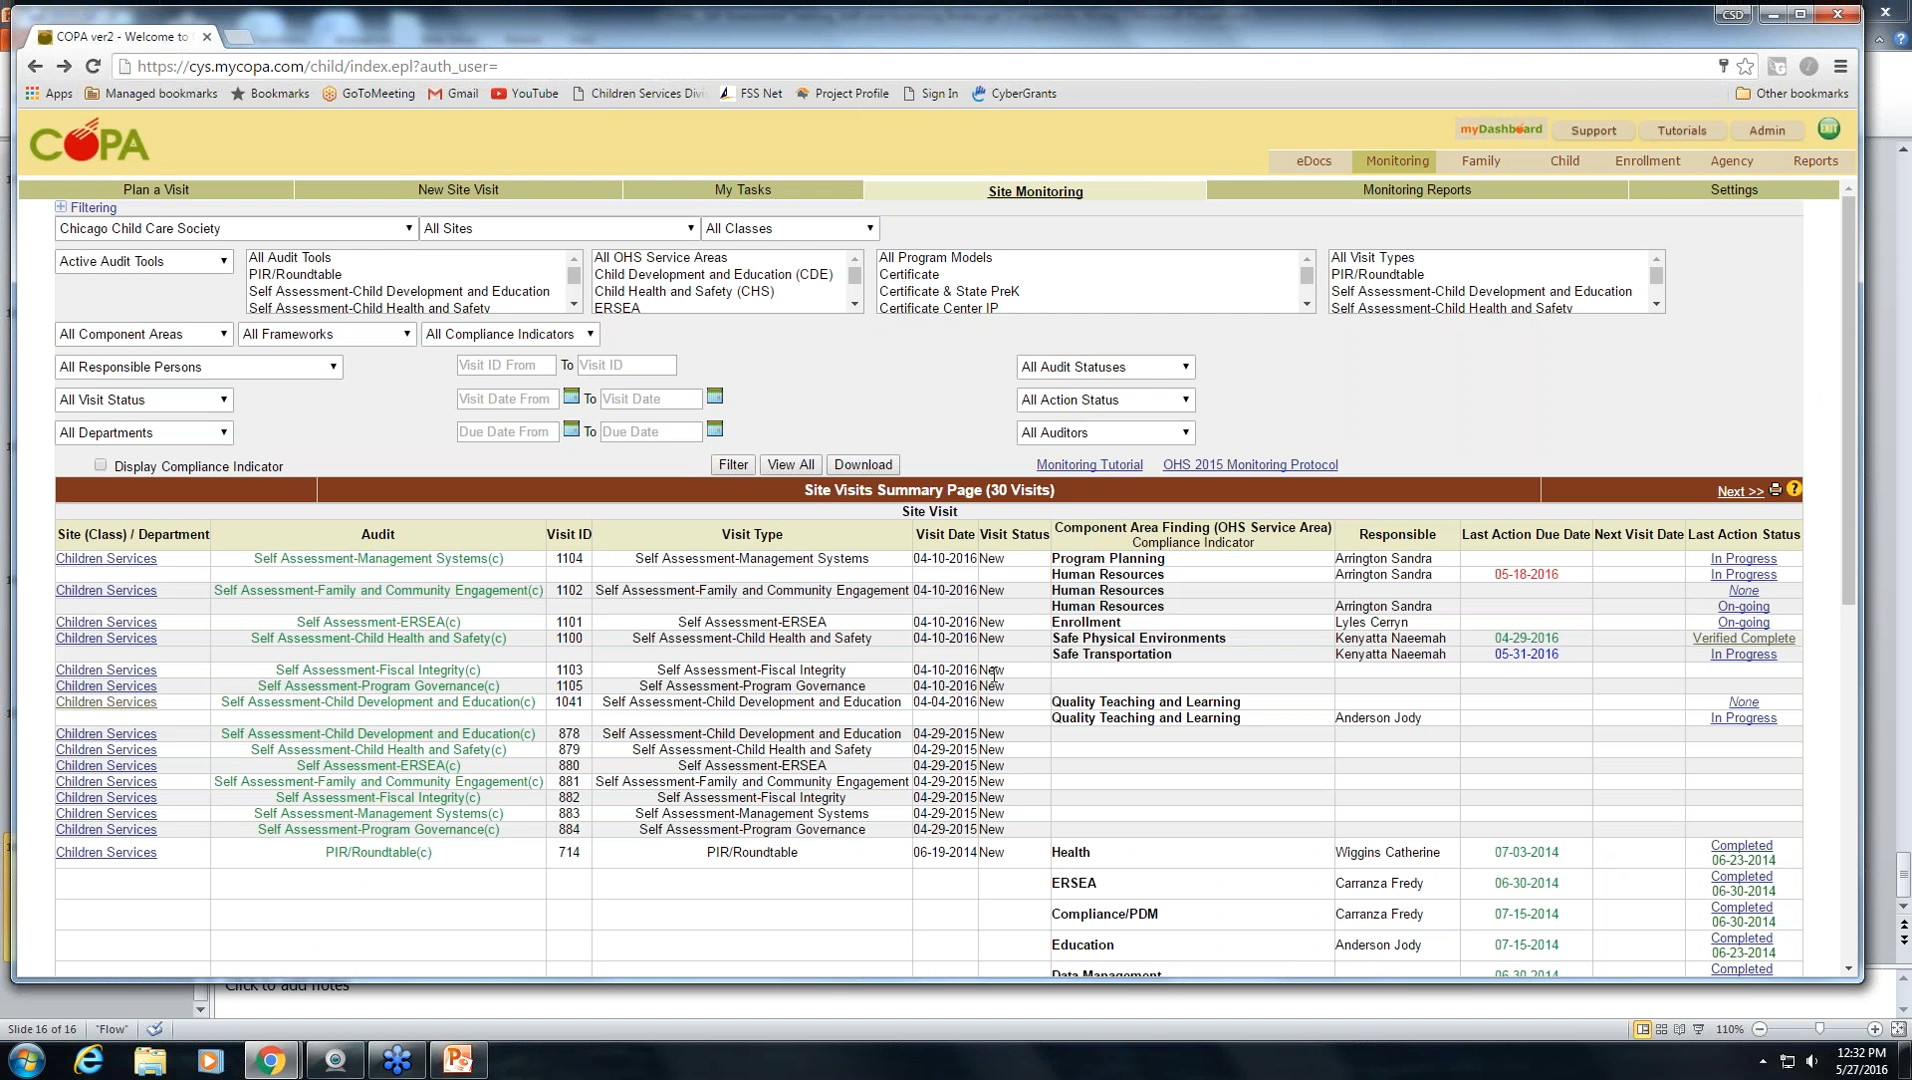 CSD
COPA ver2 - Welcome to
https://cys.mycopa.com/child/index.epl?auth_user=
Apps Managed bookmarks Bookmarks GoToMeeting Gmail YouTube Children Services Divi FSS Net Project Profile Sign In CyberGrants Other bookmarks
COPA
myDashboard Support Tutorials Admin EXIT
eDocs Monitoring Family Child Enrollment Agency Reports
Plan a Visit New Site Visit My Tasks Site Monitoring Monitoring Reports Settings
Filtering
Chicago Child Care Society All Sites All Classes
Active Audit Tools All Audit Tools All OHS Service Areas All Program Models All Visit Types
PIR/Roundtable Child Development and Education (CDE) Certificate PIR/Roundtable
Self Assessment-Child Development and Education Child Health and Safety (CHS) Certificate & State PreK Self Assessment-Child Development and Education
Self Assessment-Child Health and Safety ERSEA Certificate Center IP Self Assessment-Child Health and Safety
All Component Areas All Frameworks All Compliance Indicators
All Responsible Persons Visit ID From To Visit ID All Audit Statuses
All Visit Status Visit Date From To Visit Date All Action Status
All Departments Due Date From To Due Date All Auditors
Display Compliance Indicator Filter View All Download Monitoring Tutorial OHS 2015 Monitoring Protocol
Site Visits Summary Page (30 Visits) Next >> ?
Site Visit
Site (Class) / Department Audit Visit ID Visit Type Visit Date Visit Status Component Area Finding (OHS Service Area) Responsible Last Action Due Date Next Visit Date Last Action Status
Compliance Indicator
Children Services Self Assessment-Management Systems(c) 1104 Self Assessment-Management Systems 04-10-2016 New Program Planning Arrington Sandra In Progress
Human Resources Arrington Sandra 05-18-2016 In Progress
Children Services Self Assessment-Family and Community Engagement(c) 1102 Self Assessment-Family and Community Engagement 04-10-2016 New Human Resources None
Human Resources Arrington Sandra On-going
Children Services Self Assessment-ERSEA(c) 1101 Self Assessment-ERSEA 04-10-2016 New Enrollment Lyles Cerryn On-going
Children Services Self Assessment-Child Health and Safety(c) 1100 Self Assessment-Child Health and Safety 04-10-2016 New Safe Physical Environments Kenyatta Naeemah 04-29-2016 Verified Complete
Safe Transportation Kenyatta Naeemah 05-31-2016 In Progress
Children Services Self Assessment-Fiscal Integrity(c) 1103 Self Assessment-Fiscal Integrity 04-10-2016 New
Children Services Self Assessment-Program Governance(c) 1105 Self Assessment-Program Governance 04-10-2016 New
Children Services Self Assessment-Child Development and Education(c) 1041 Self Assessment-Child Development and Education 04-04-2016 New Quality Teaching and Learning None
Quality Teaching and Learning Anderson Jody In Progress
Children Services Self Assessment-Child Development and Education(c) 878 Self Assessment-Child Development and Education 04-29-2015 New
Children Services Self Assessment-Child Health and Safety(c) 879 Self Assessment-Child Health and Safety 04-29-2015 New
Children Services Self Assessment-ERSEA(c) 880 Self Assessment-ERSEA 04-29-2015 New
Children Services Self Assessment-Family and Community Engagement(c) 881 Self Assessment-Family and Community Engagement 04-29-2015 New
Children Services Self Assessment-Fiscal Integrity(c) 882 Self Assessment-Fiscal Integrity 04-29-2015 New
Children Services Self Assessment-Management Systems(c) 883 Self Assessment-Management Systems 04-29-2015 New
Children Services Self Assessment-Program Governance(c) 884 Self Assessment-Program Governance 04-29-2015 New
Children Services PIR/Roundtable(c) 714 PIR/Roundtable 06-19-2014 New Health Wiggins Catherine 07-03-2014 Completed
06-23-2014
ERSEA Carranza Fredy 06-30-2014 Completed
06-30-2014
Compliance/PDM Carranza Fredy 07-15-2014 Completed
06-30-2014
Education Anderson Jody 07-15-2014 Completed
06-23-2014
Data Management 06-30-2014 Completed
Click to add notes
Slide 16 of 16 "Flow" 110%
12:32 PM
5/27/2016